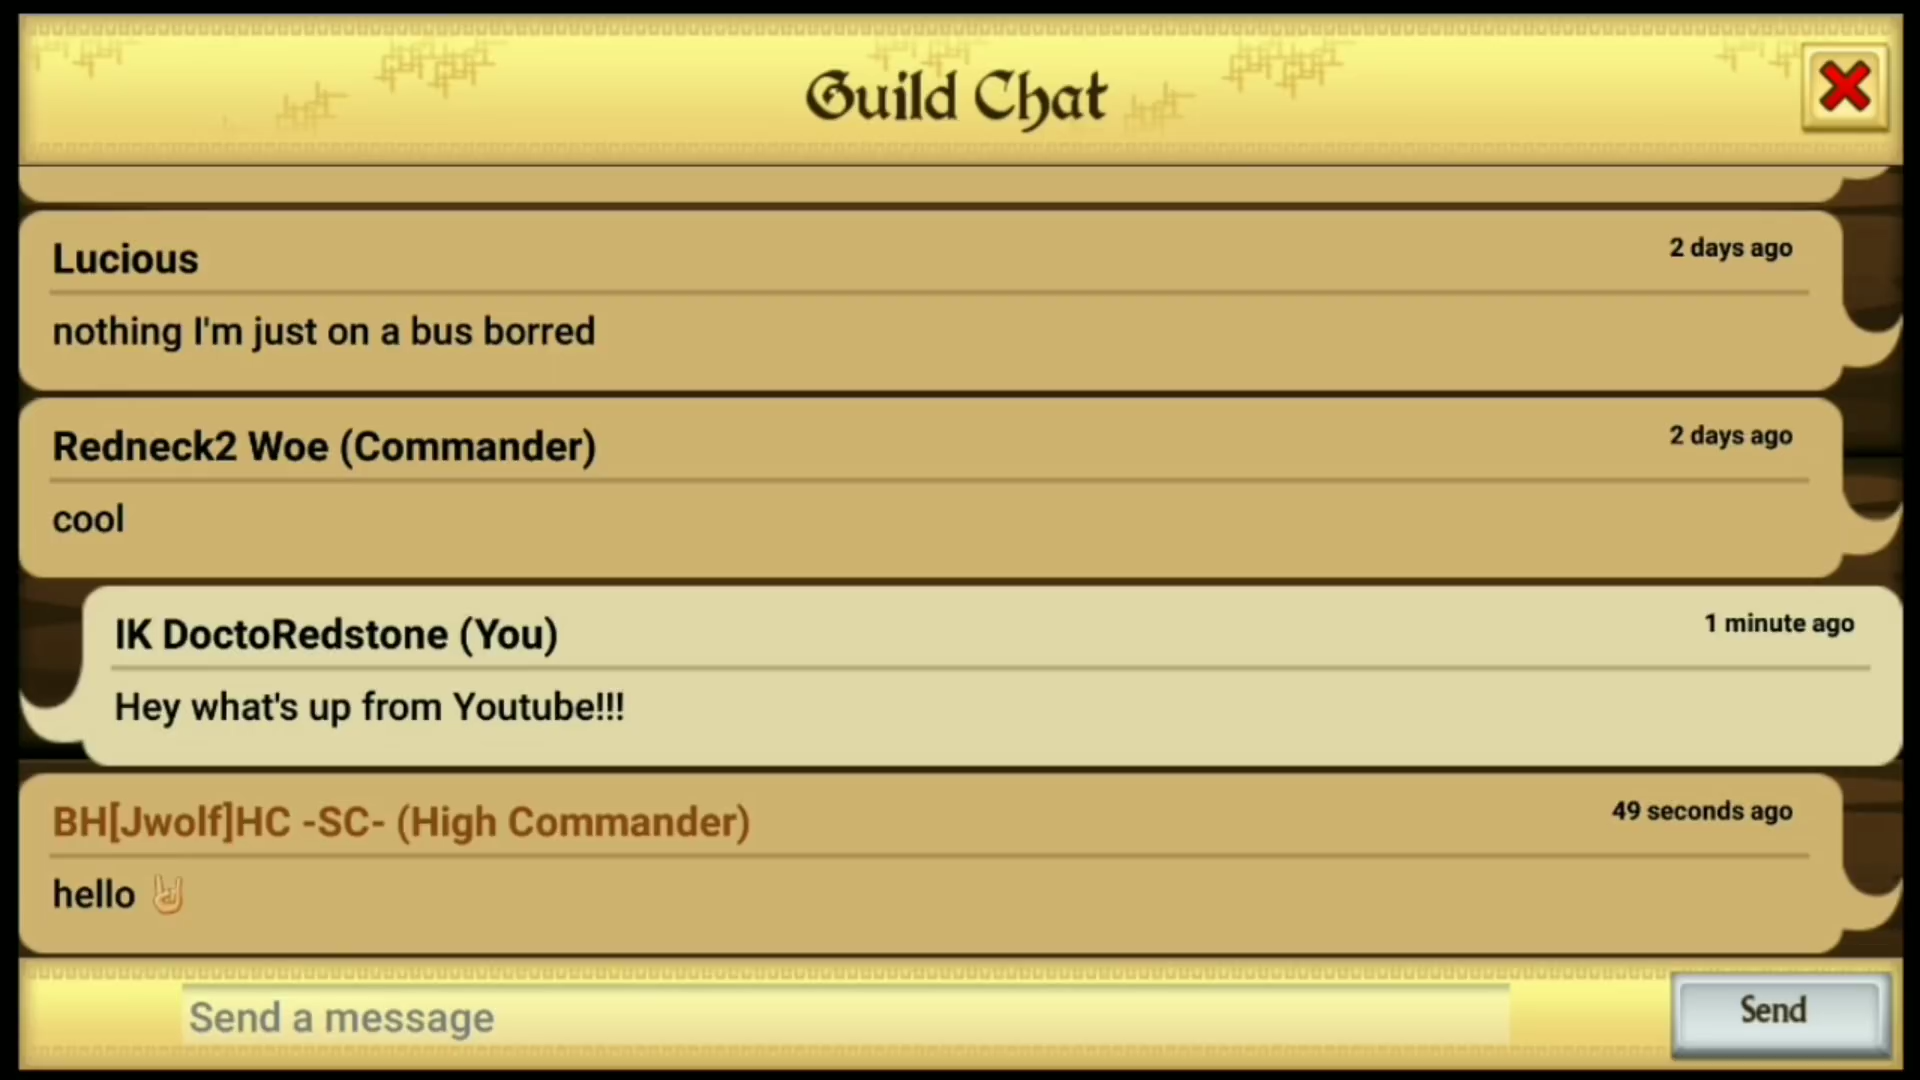 Guild Chat
Lucious
2 days ago
nothing I'm just on a bus borred
Redneck2 Woe (Commander)
2 days ago
cool
IK DoctoRedstone (You)
1 minute ago
Hey what's up from Youtube!!!
BH[Jwolf]HC -SC- (High Commander)
49 seconds ago
hello 🤘
Send a message
Send